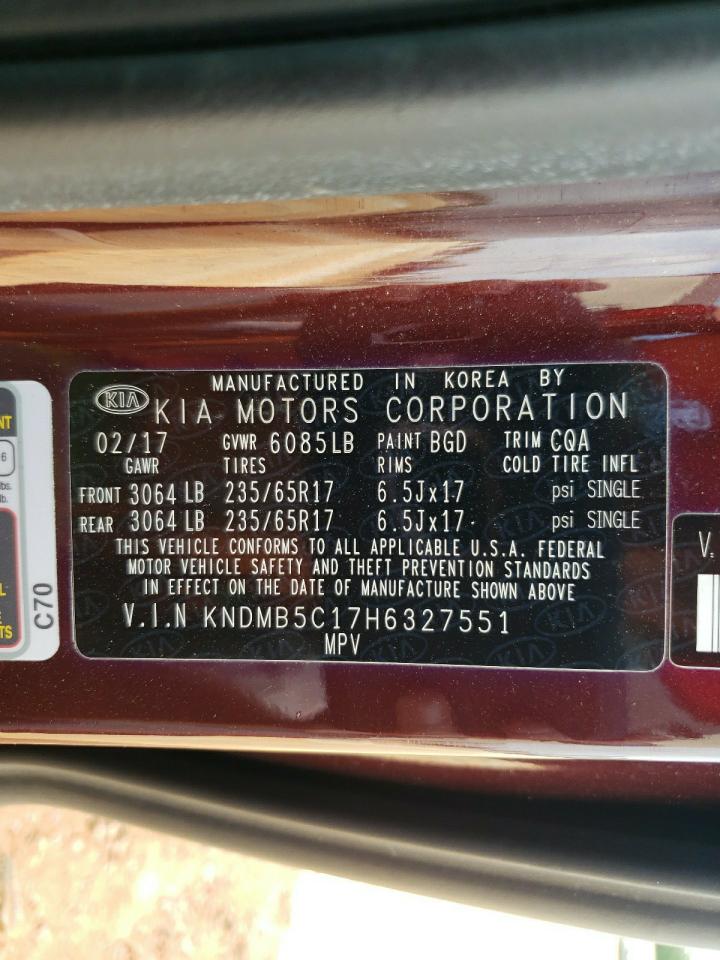 MANUFACTURED IN KOREA BY
KIA KIA MOTORS CORPORATION
02/17 GVWR 6085LB PAINT BGD TRIM CQA
GAWR TIRES RIMS COLD TIRE INFL
FRONT 3064 LB 235/65R17 6.5Jx17 psi SINGLE
REAR 3064 LB 235/65R17 6.5Jx17 psi SINGLE
THIS VEHICLE CONFORMS TO ALL APPLICABLE U.S.A. FEDERAL
MOTOR VEHICLE SAFETY AND THEFT PREVENTION STANDARDS
IN EFFECT ON THE DATE OF MANUFACTURE SHOWN ABOVE
V.I.N KNDMB5C17H6327551
MPV
C70
V.